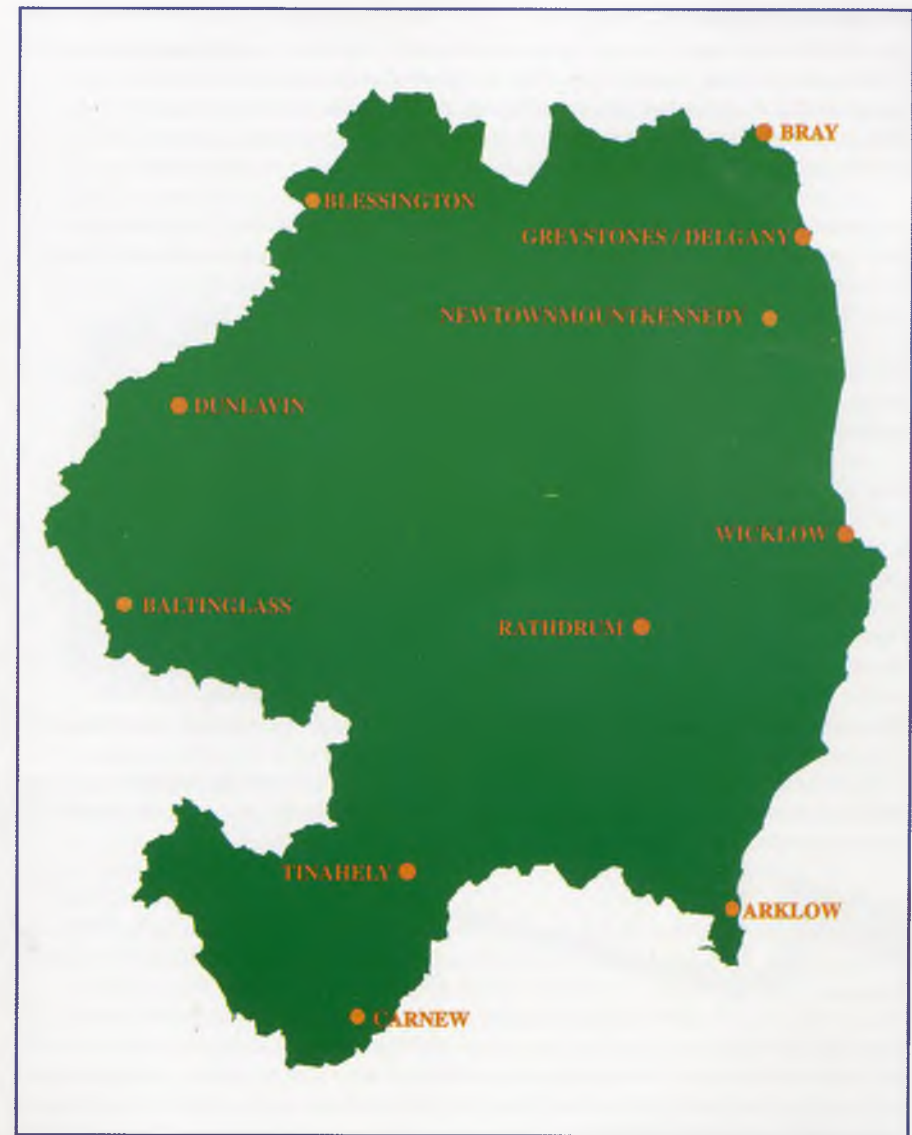 BRAY
BLESSINGTON
GREYSTONES / DELGANY
NEWTOWNMOUNTKENNEDY
DUNLAVIN
WICKLOW
BALTINGLASS
RATHDRUM
TINAHELY
ARKLOW
CARNEW